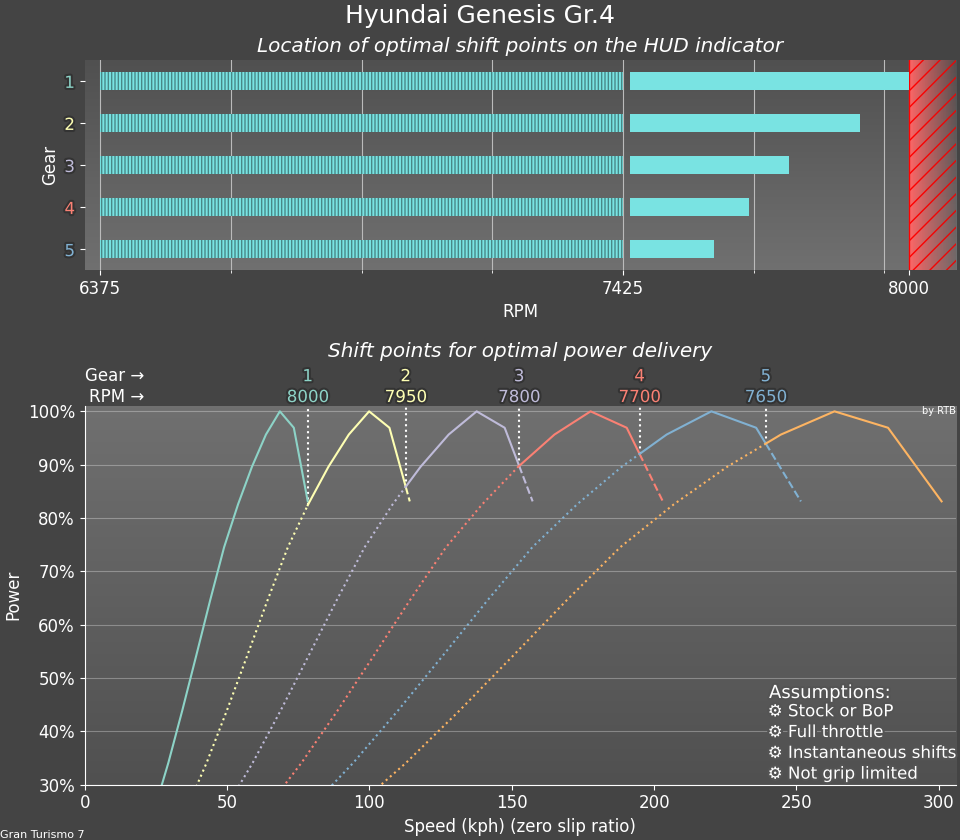 Hyundai Genesis Gr.4
Location of optimal shift points on the HUD indicator
Gear
1
2
3
4
5
6375 7425 8000
RPM
Shift points for optimal power delivery
Gear → 1 2 3 4 5
RPM → 8000 7950 7800 7700 7650
by RTB
Power
100%
90%
80%
70%
60%
50%
40%
30%
Assumptions:
⚙ Stock or BoP
⚙ Full throttle
⚙ Instantaneous shifts
⚙ Not grip limited
0 50 100 150 200 250 300
Speed (kph) (zero slip ratio)
Gran Turismo 7